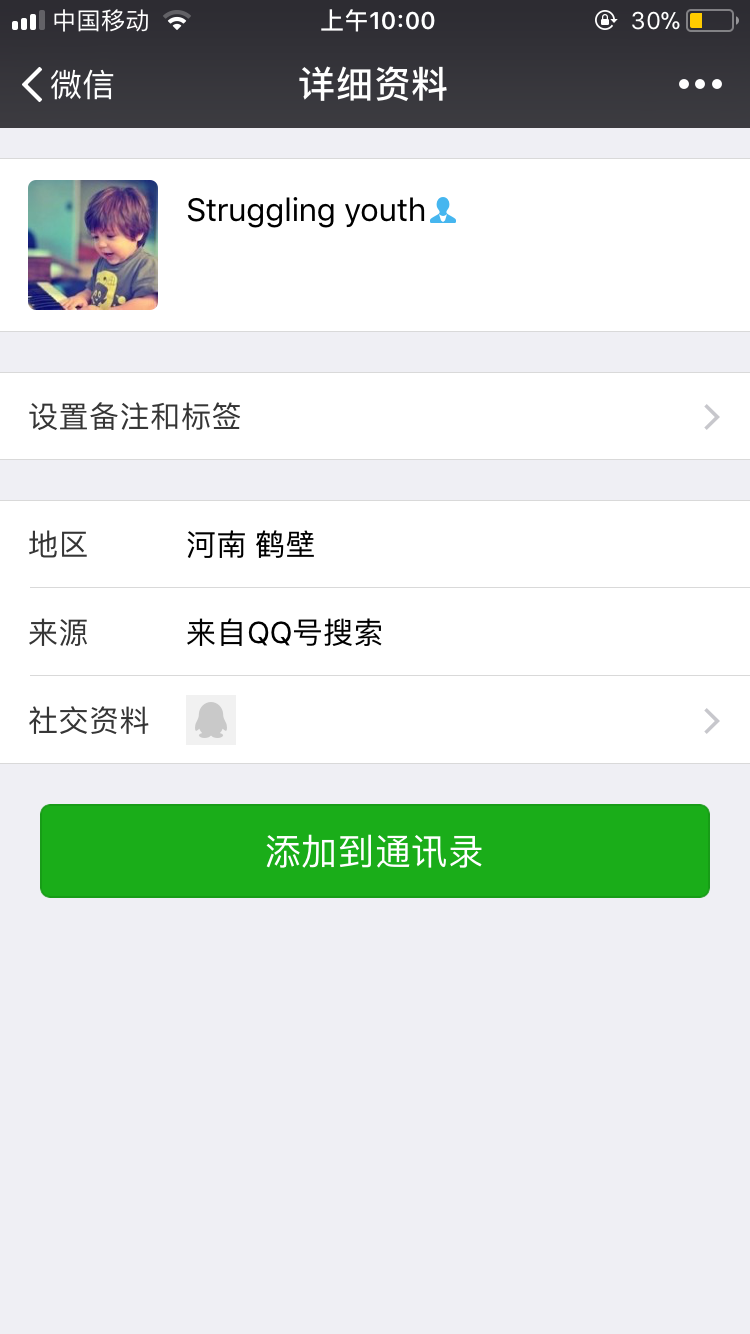 中国移动 上午10:00 30%
微信 详细资料
Struggling youth
设置备注和标签
地区 河南 鹤壁
来源 来自QQ号搜索
社交资料
添加到通讯录